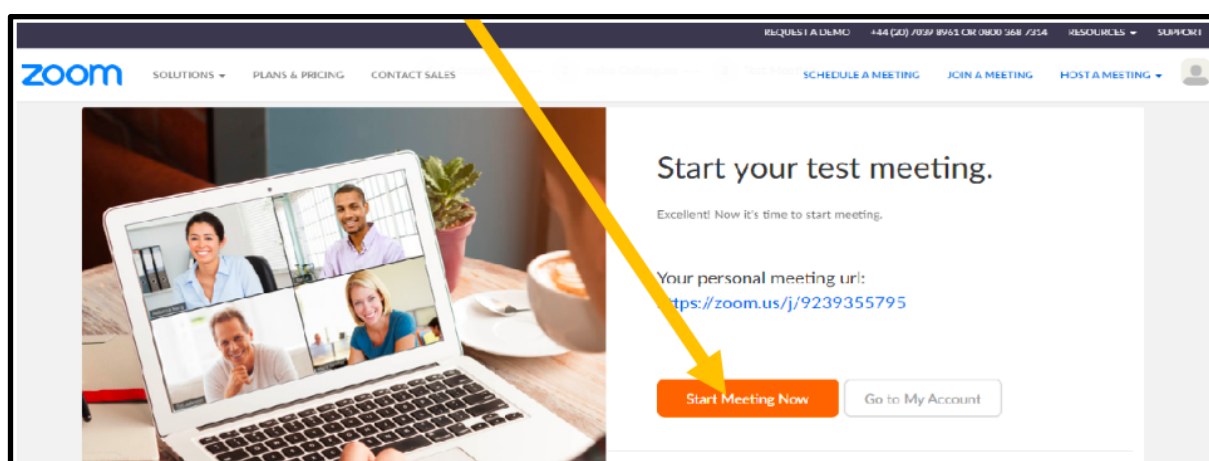 REQUEST A DEMO +44 (20) 7039 8961 OR 0800 368 7314 RESOURCES SUPPORT
zoom SOLUTIONS PLANS & PRICING CONTACT SALES SCHEDULE A MEETING JOIN A MEETING HOST A MEETING
Start your test meeting.
Excellent! Now it's time to start meeting.
Your personal meeting url:
https://zoom.us/j/9239355795
Start Meeting Now Go to My Account